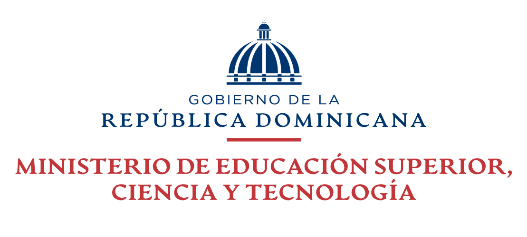 GOBIERNO DE LA
REPÚBLICA DOMINICANA
MINISTERIO DE EDUCACIÓN SUPERIOR,
CIENCIA Y TECNOLOGÍA